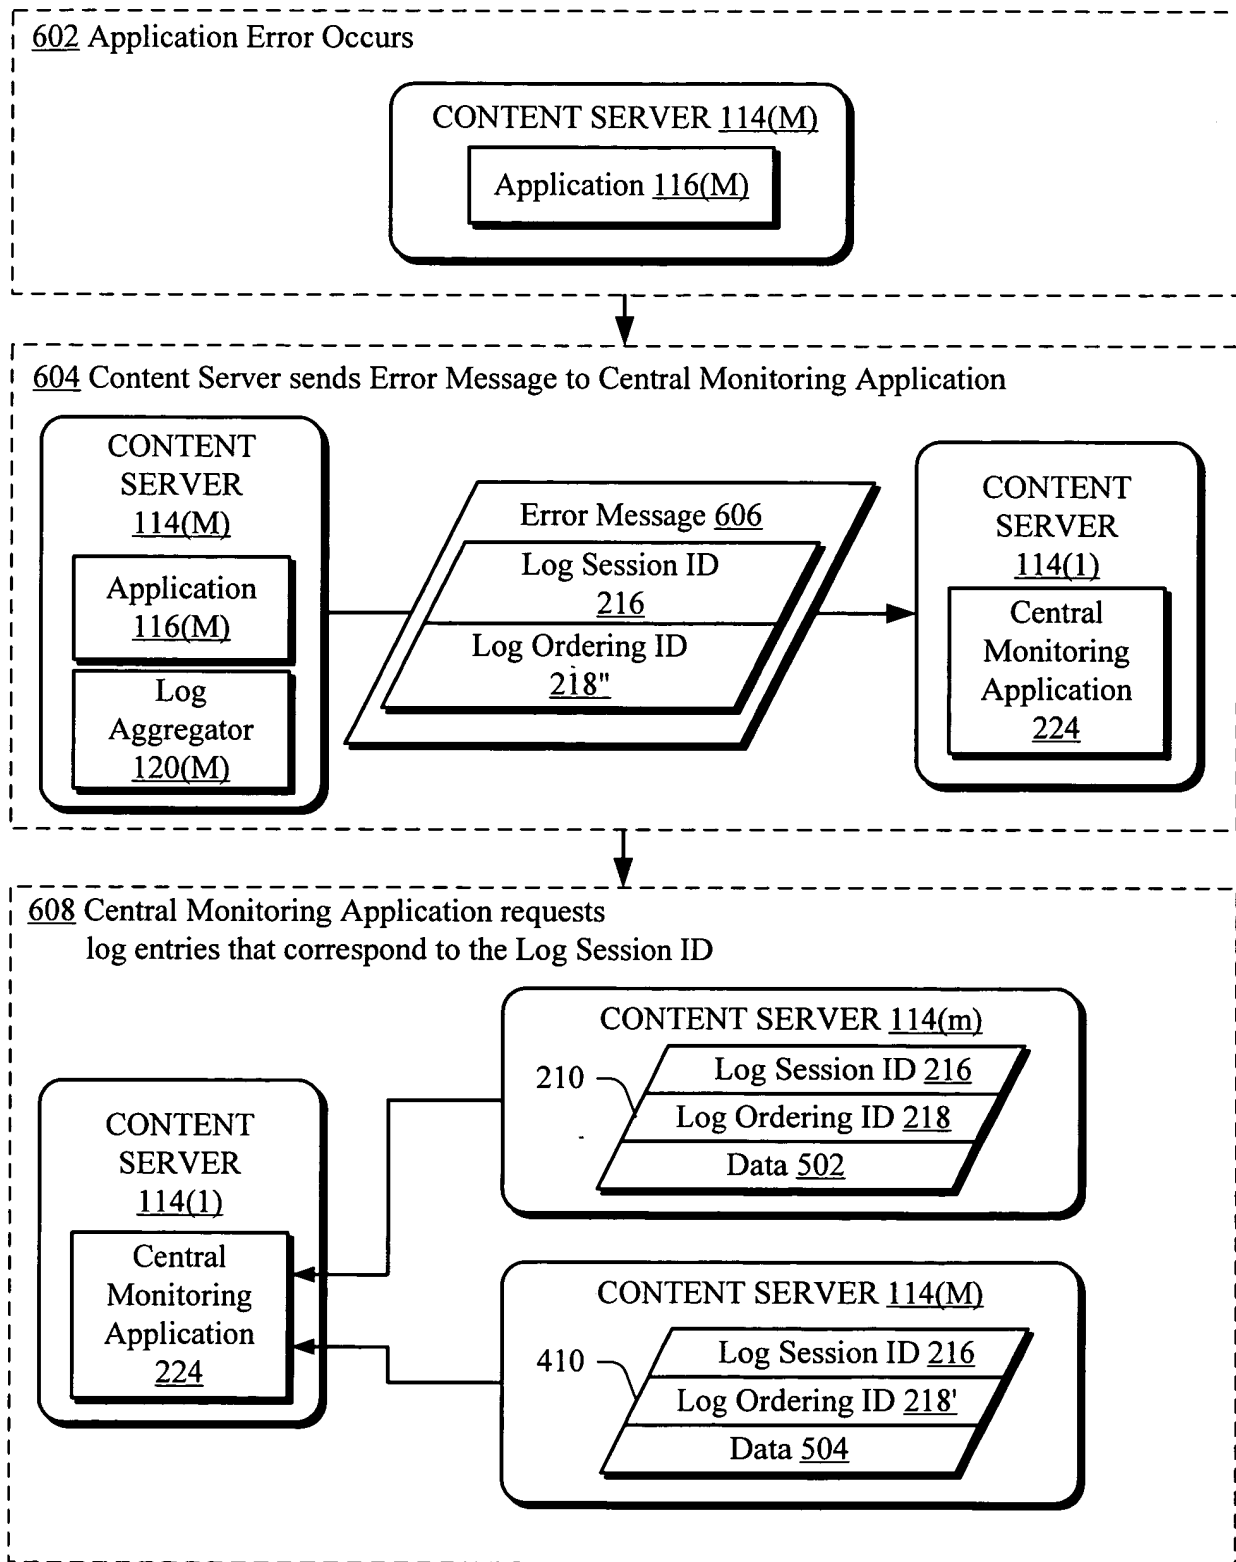 602 Application Error Occurs
CONTENT SERVER 114(M)
Application 116(M)
604 Content Server sends Error Message to Central Monitoring Application
CONTENT
SERVER
114(M)
Application
116(M)
Log
Aggregator
120(M)
Error Message 606
Log Session ID
216
Log Ordering ID
218"
CONTENT
SERVER
114(1)
Central
Monitoring
Application
224
608 Central Monitoring Application requests
log entries that correspond to the Log Session ID
CONTENT
SERVER
114(1)
Central
Monitoring
Application
224
CONTENT SERVER 114(m)
210
Log Session ID 216
Log Ordering ID 218
Data 502
CONTENT SERVER 114(M)
410
Log Session ID 216
Log Ordering ID 218'
Data 504